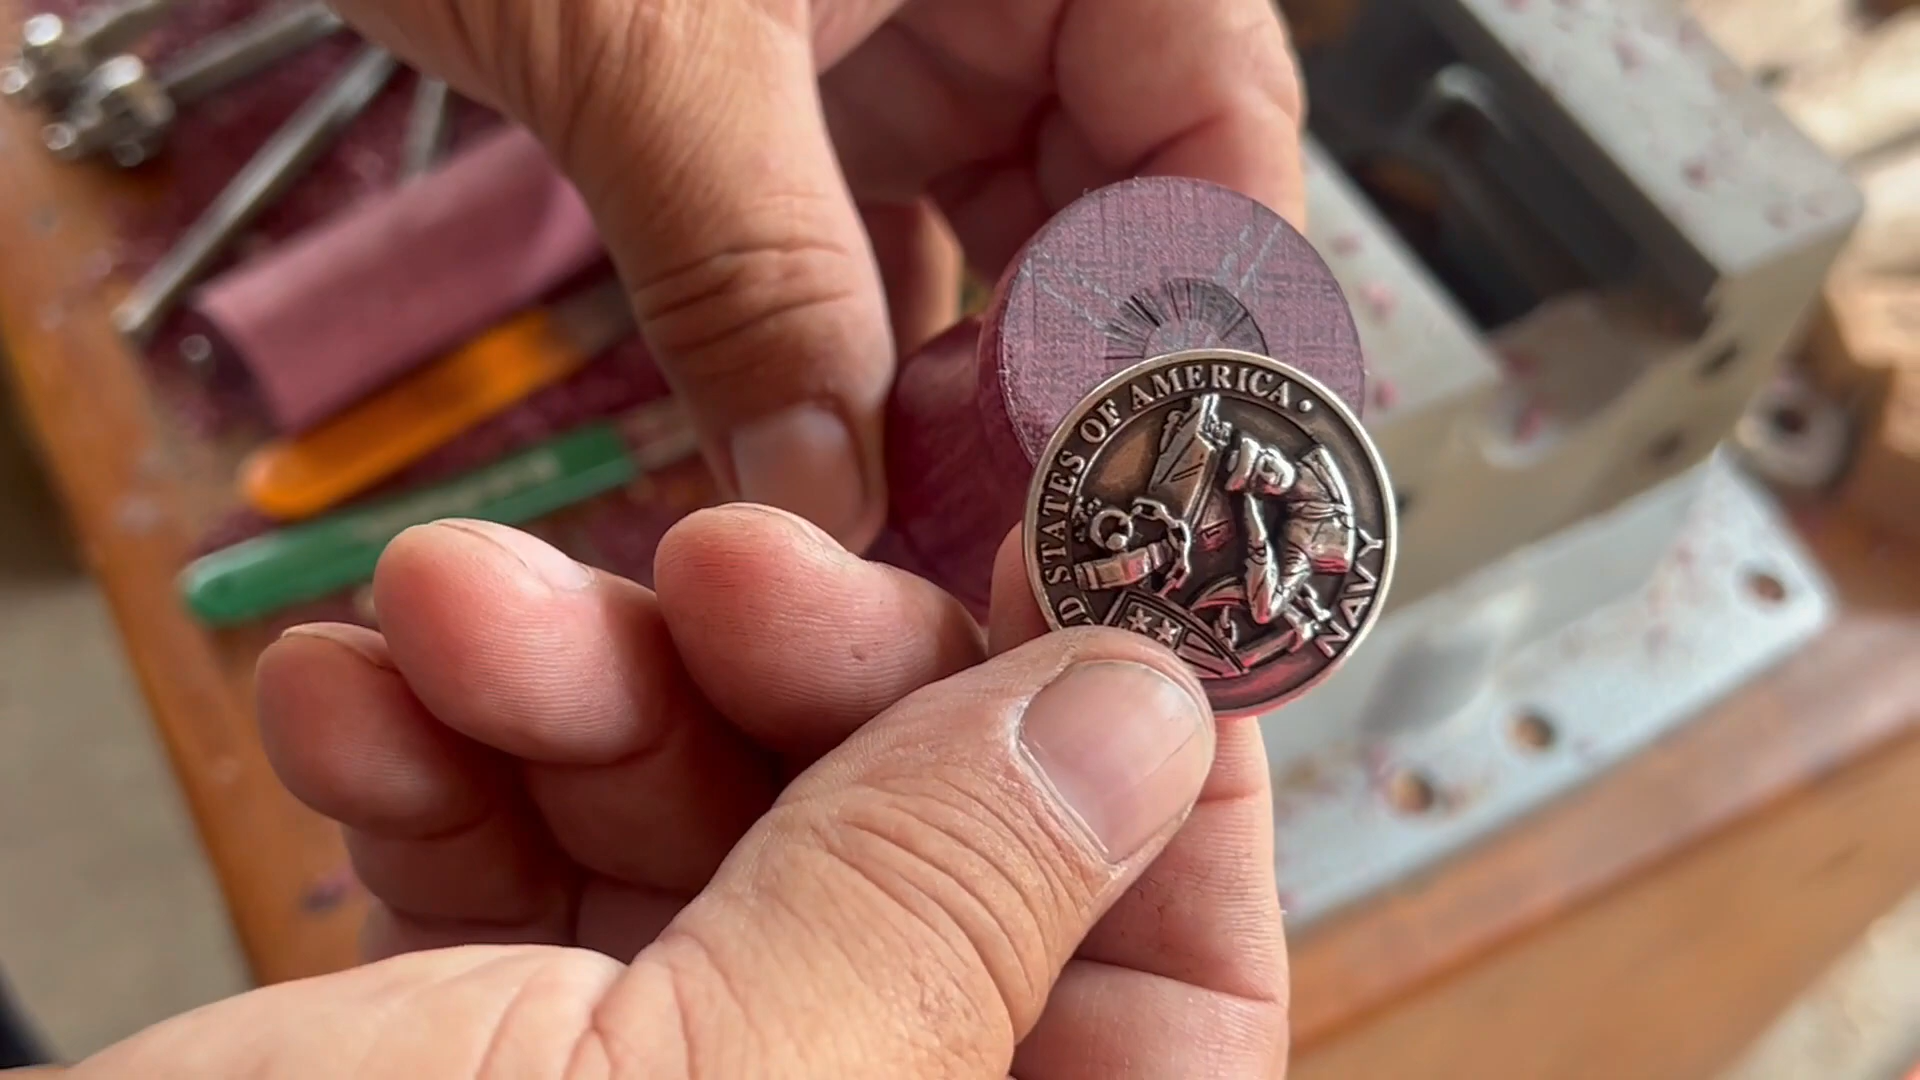 D STATES OF AMERICA •
NAVY